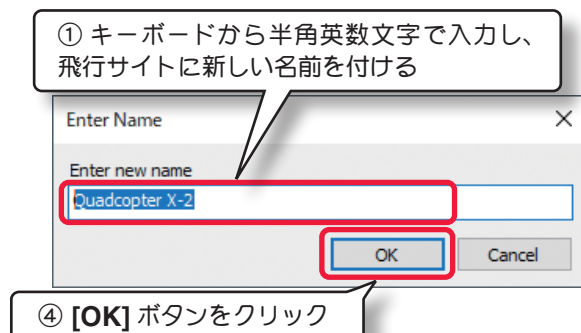 ① キーボードから半角英数文字で入力し、
飛行サイトに新しい名前を付ける
Enter Name
Enter new name
Quadcopter X-2
OK Cancel
④ [OK] ボタンをクリック